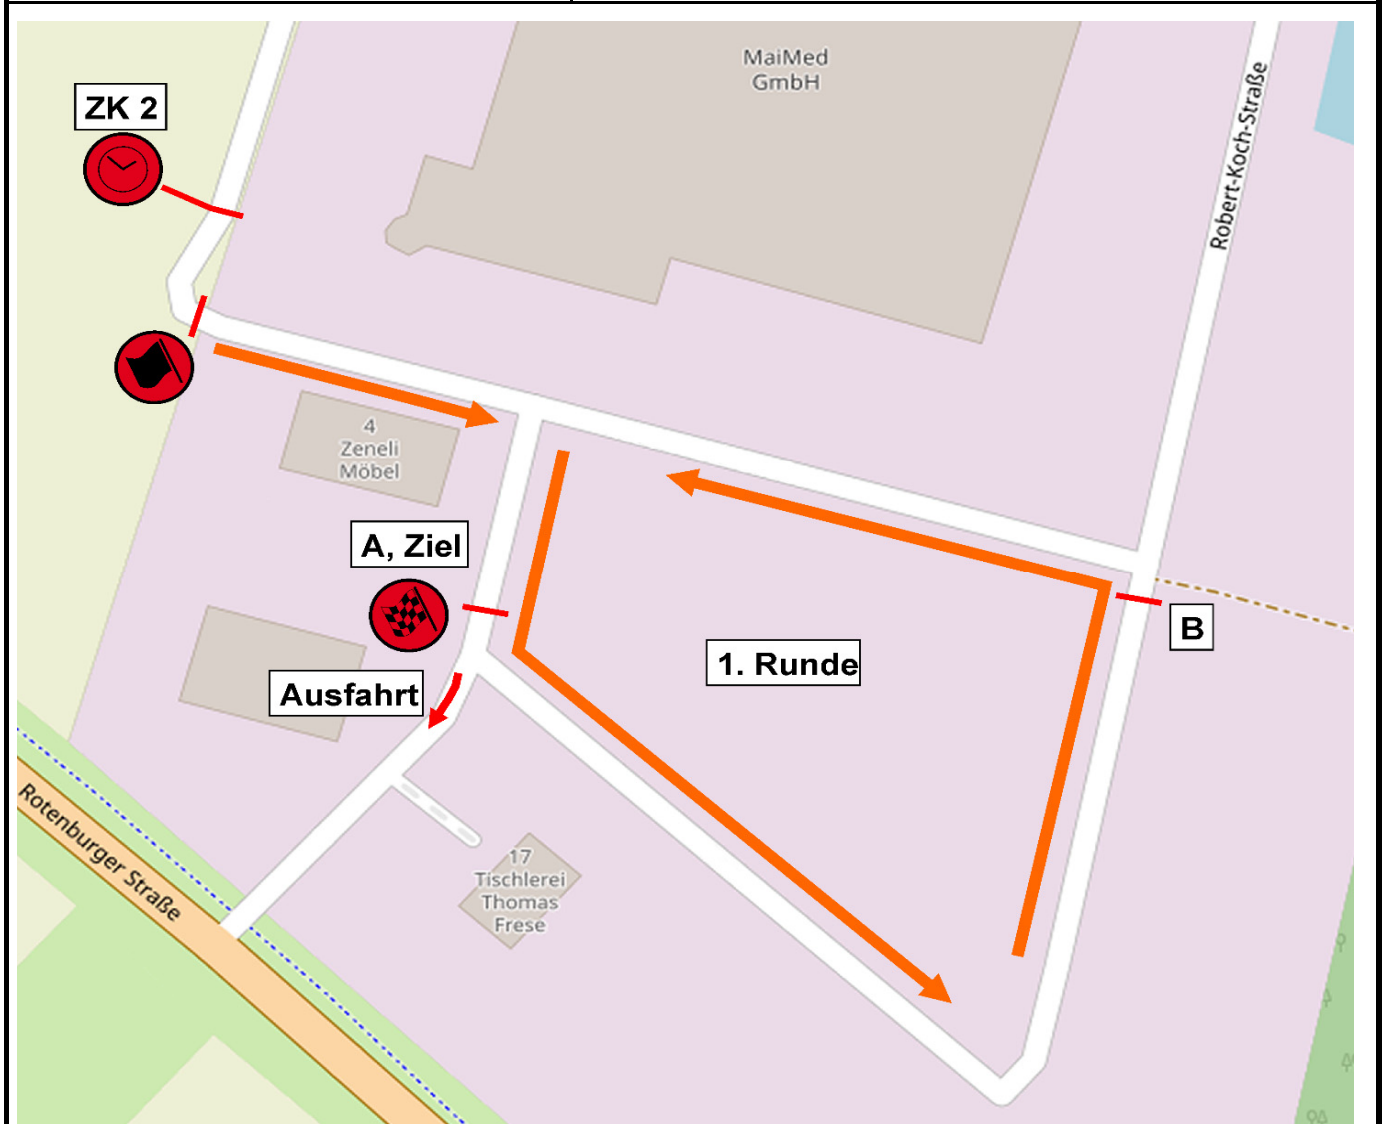 MaiMed
GmbH
Robert-Koch-Straße
ZK 2
4
Zeneli
Möbel
A, Ziel
B
1. Runde
Ausfahrt
Rotenburger Straße
17
Tischlerei
Thomas
Frese